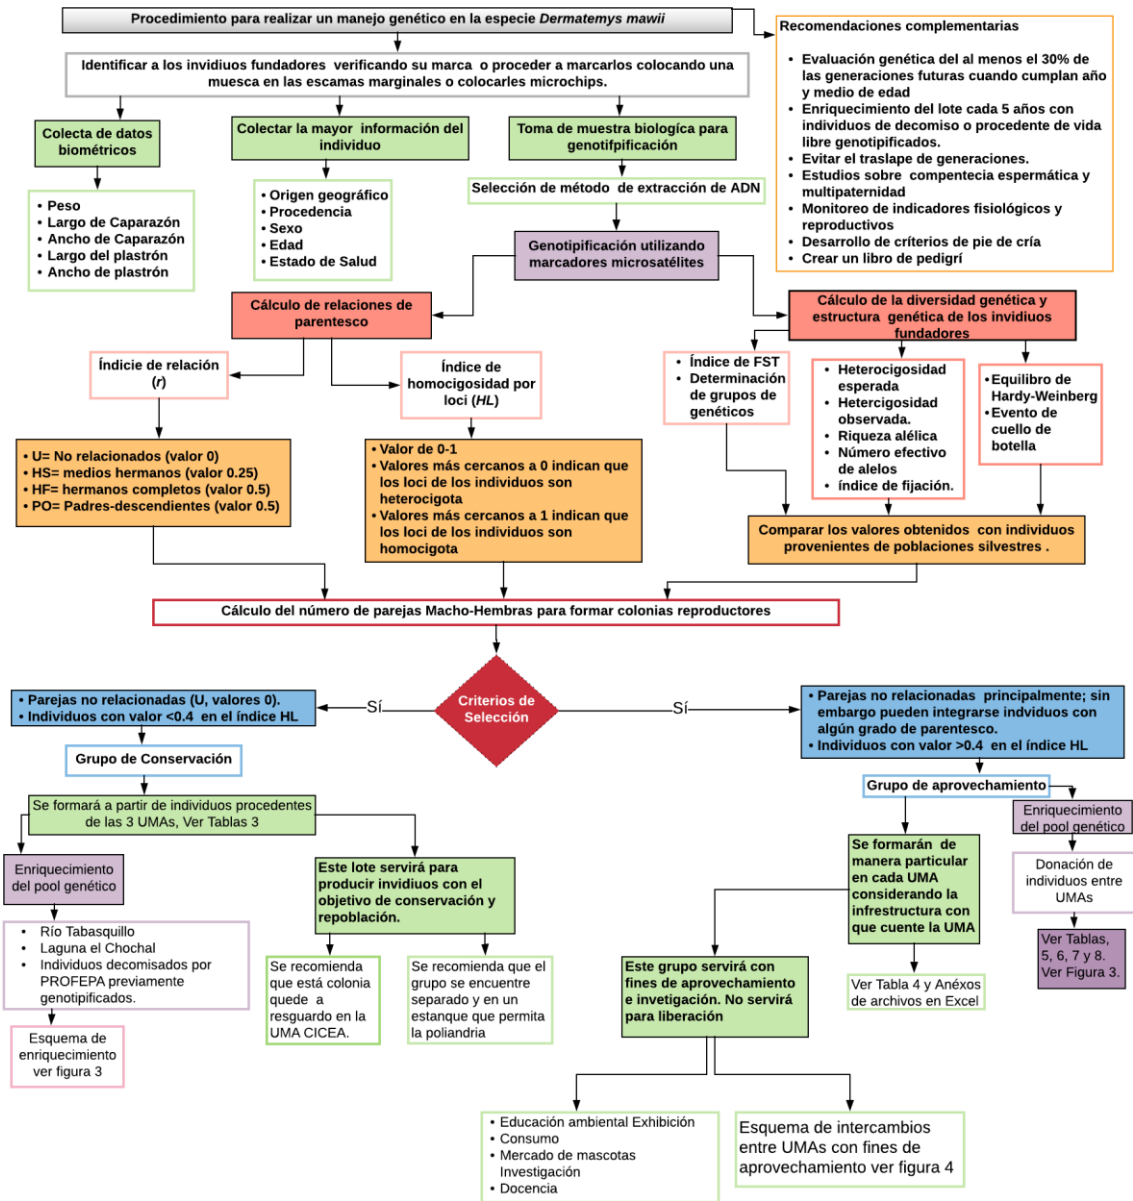 Procedimiento para realizar un manejo genético en la especie Dermatemys mawii
Recomendaciones complementarias
• Evaluación genética del al menos el 30% de
las generaciones futuras cuando cumplan año
y medio de edad
• Enriquecimiento del lote cada 5 años con
individuos de decomiso o procedente de vida
libre genotipificados.
• Evitar el traslape de generaciones.
• Estudios sobre compentecia espermática y
multipaternidad
• Monitoreo de indicadores fisiológicos y
reproductivos
• Desarrollo de críterios de pie de cría
• Crear un libro de pedigrí
Identificar a los invidiuos fundadores verificando su marca o proceder a marcarlos colocando una
muesca en las escamas marginales o colocarles microchips.
Colecta de datos
biométricos
• Peso
• Largo de Caparazón
• Ancho de Caparazón
• Largo del plastrón
• Ancho de plastrón
Colectar la mayor información del
individuo
• Origen geográfico
• Procedencia
• Sexo
• Edad
• Estado de Salud
Toma de muestra biologíca para
genotifpificación
Selección de método de extracción de ADN
Genotipificación utilizando
marcadores microsatélites
Cálculo de relaciones de
parentesco
Índicie de relación
(r)
Índice de
homocigosidad por
loci (HL)
• U= No relacionados (valor 0)
• HS= medios hermanos (valor 0.25)
• HF= hermanos completos (valor 0.5)
• PO= Padres-descendientes (valor 0.5)
• Valor de 0-1
• Valores más cercanos a 0 indican que
los loci de los individuos son
heterocigota
• Valores más cercanos a 1 indican que
los loci de los individuos son
homocigota
Cálculo de la diversidad genética y
estructura genética de los invidiuos
fundadores
• Índice de FST
• Determinación
de grupos de
genéticos
• Heterocigosidad
esperada
• Hetercigosidad
observada.
• Riqueza alélica
• Número efectivo
de alelos
• índice de fijación.
• Equilibro de
Hardy-Weinberg
• Evento de
cuello de
botella
Comparar los valores obtenidos con individuos
provenientes de poblaciones silvestres .
Cálculo del número de parejas Macho-Hembras para formar colonias reproductores
Criterios de
Selección
Sí
Sí
• Parejas no relacionadas (U, valores 0).
• Individuos con valor <0.4 en el índice HL
Grupo de Conservación
Se formará a partir de individuos procedentes
de las 3 UMAs, Ver Tablas 3
Enriquecimiento
del pool genético
• Río Tabasquillo
• Laguna el Chochal
• Individuos decomisados por
PROFEPA previamente
genotipificados.
Esquema de
enriquecimiento
ver figura 3
Este lote servirá para
producir invidiuos con el
objetivo de conservación y
repoblación.
Se recomienda
que está colonia
quede a
resguardo en la
UMA CICEA.
Se recomienda que el
grupo se encuentre
separado y en un
estanque que permita
la poliandria
• Parejas no relacionadas principalmente; sin
embargo pueden integrarse indviduos con
algún grado de parentesco.
• Individuos con valor >0.4 en el índice HL
Grupo de aprovechamiento
Enriquecimiento
del pool genético
Donación de
individuos entre
UMAs
Ver Tablas,
5, 6, 7 y 8.
Ver Figura 3.
Se formarán de
manera particular
en cada UMA
considerando la
infrestructura con
que cuente la UMA
Ver Tabla 4 y Anéxos
de archivos en Excel
Este grupo servirá con
fines de aprovechamiento
e invetigación. No servirá
para liberación
• Educación ambiental Exhibición
• Consumo
• Mercado de mascotas
Investigación
• Docencia
Esquema de intercambios
entre UMAs con fines de
aprovechamiento ver figura 4